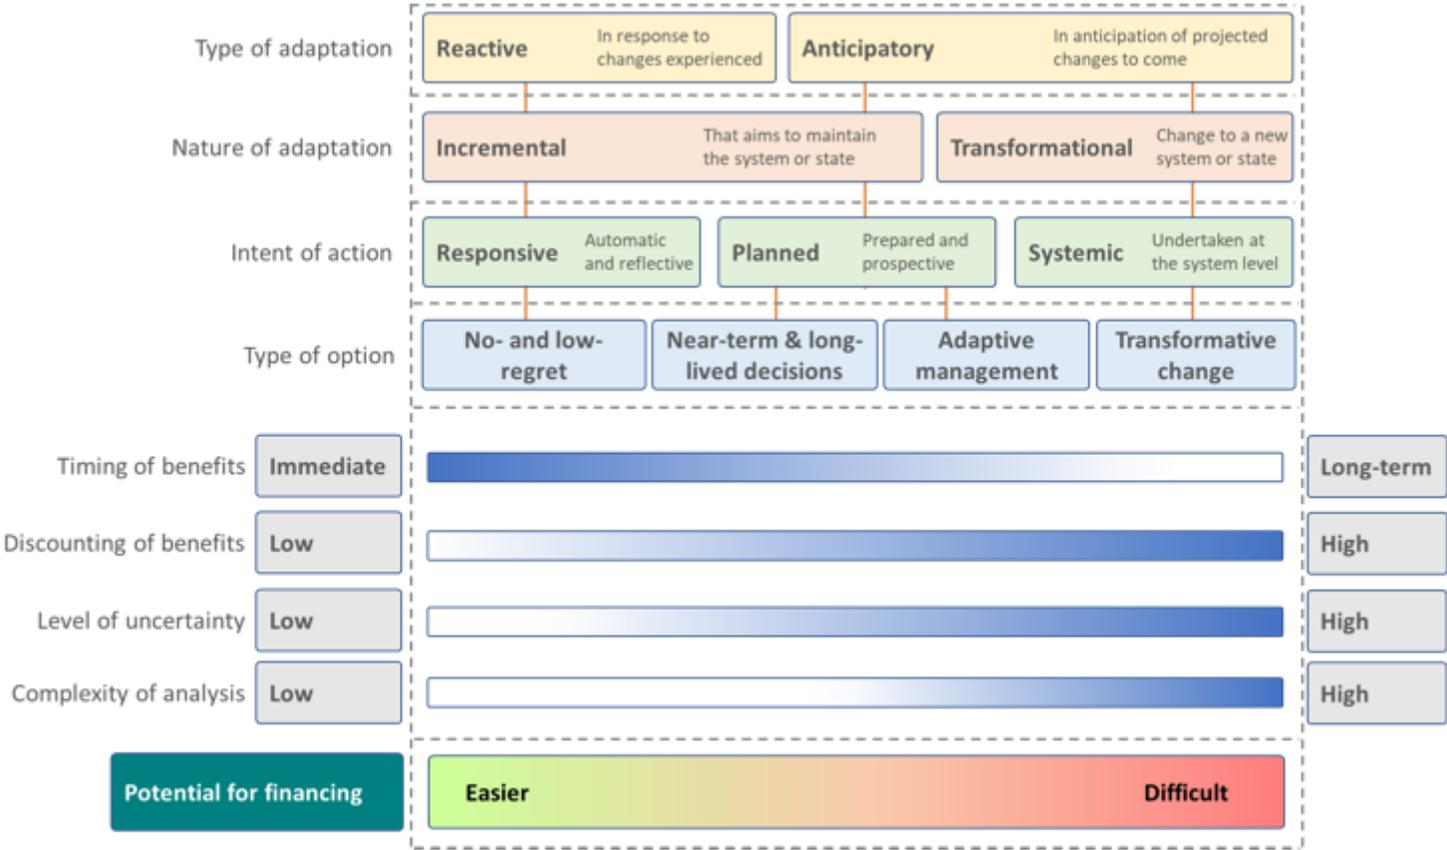 Type of adaptation
Reactive
In response to
changes experienced
Anticipatory
In anticipation of projected
changes to come
Nature of adaptation
Incremental
That aims to maintain
the system or state
Transformational
Change to a new
system or state
Intent of action
Responsive
Automatic
and reflective
Planned
Prepared and
prospective
Systemic
Undertaken at
the system level
Type of option
No- and low-
regret
Near-term & long-
lived decisions
Adaptive
management
Transformative
change
Timing of benefits
Immediate
Long-term
Discounting of benefits
Low
High
Level of uncertainty
Low
High
Complexity of analysis
Low
High
Potential for financing
Easier
Difficult